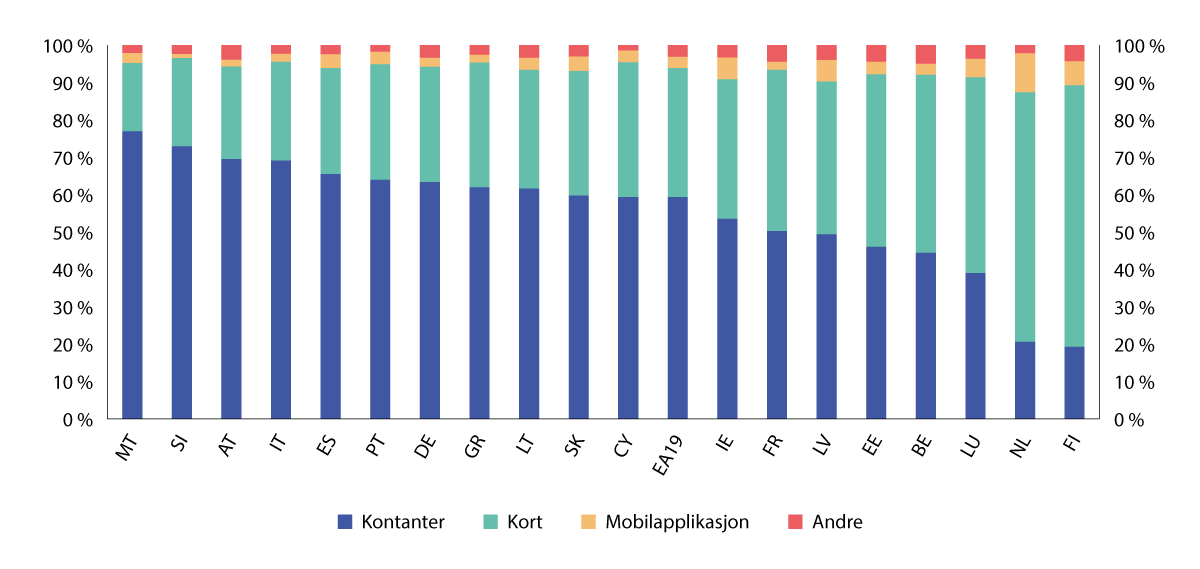 100 % 100 %
90 % 90 %
80 % 80 %
70 % 70 %
60 % 60 %
50 % 50 %
40 % 40 %
30 % 30 %
20 % 20 %
10 % 10 %
0 % 0 %
MT SI AT IT ES PT DE GR LT SK CY EA19 IE FR LV EE BE LU NL FI
Kontanter Kort Mobilapplikasjon Andre